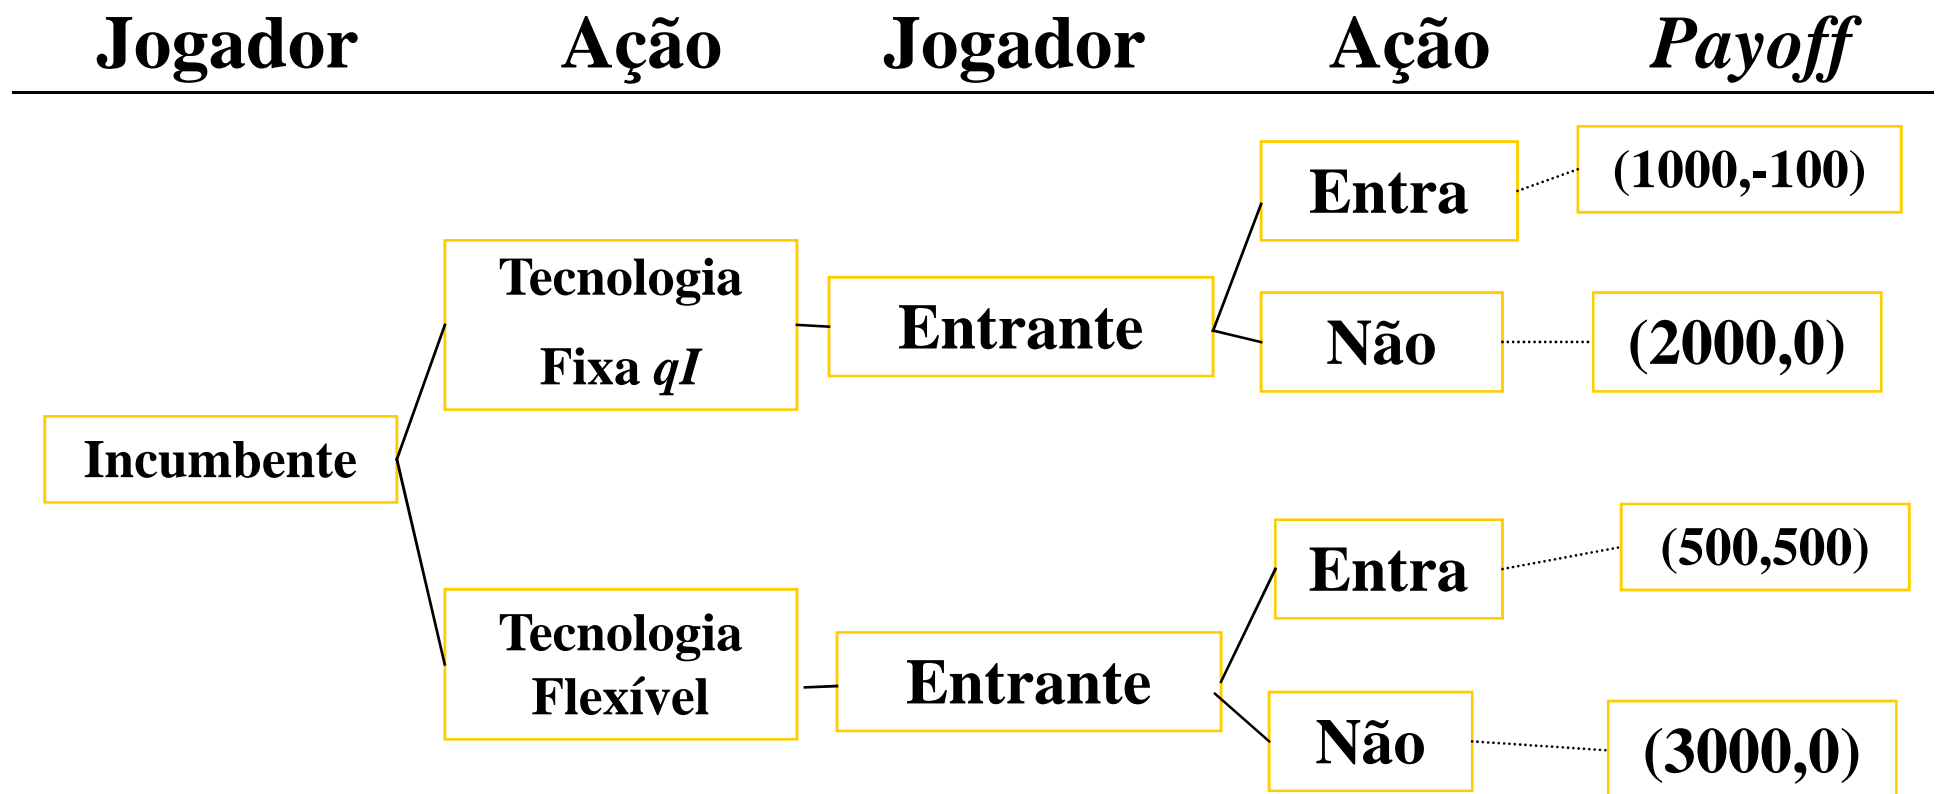 Jogador Ação Jogador Ação Payoff
Entra (1000,-100)
Tecnologia
Fixa qI
Entrante
Não (2000,0)
Incumbente
Entra (500,500)
Tecnologia
Flexível
Entrante
Não (3000,0)